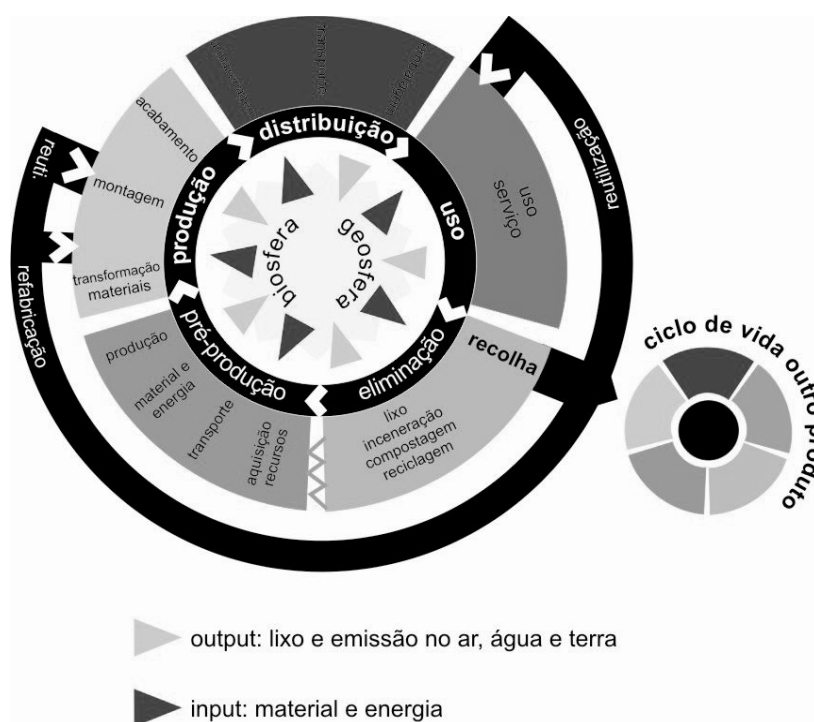 distribuição
transporte
produção
acabamento
montagem
transformação
materiais
reuti.
refabricação
uso
uso
serviço
reutilização
biosfera
geosfera
pré-produção
produção
material e
energia
transporte
aquisição
recursos
eliminação
recolha
lixo
inceneração
compostagem
reciclagem
ciclo de vida outro produto
output: lixo e emissão no ar, água e terra
input: material e energia